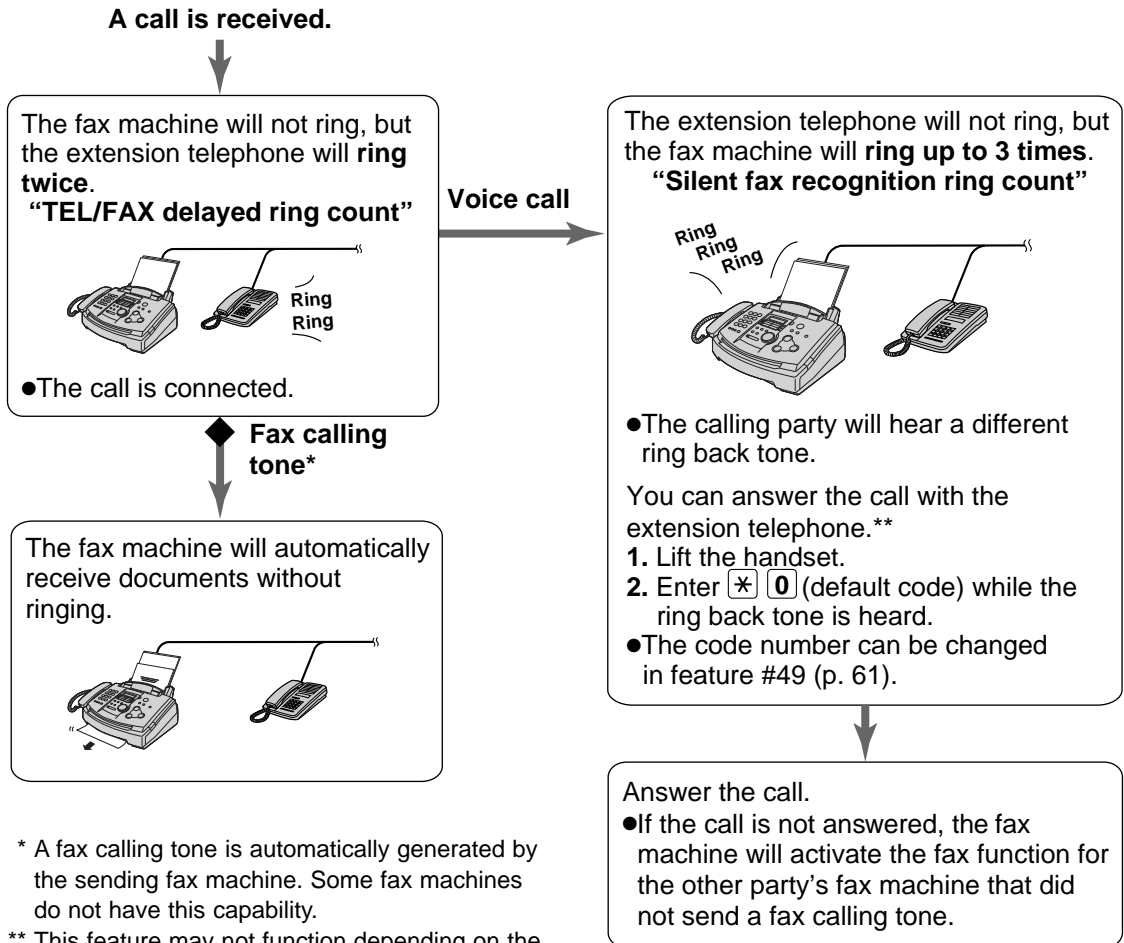 A call is received.
The fax machine will not ring, but
the extension telephone will ring
twice.
“TEL/FAX delayed ring count”
Ring
Ring
●The call is connected.
Voice call
Fax calling
tone*
The fax machine will automatically
receive documents without
ringing.
The extension telephone will not ring, but
the fax machine will ring up to 3 times.
“Silent fax recognition ring count”
Ring
Ring
Ring
●The calling party will hear a different
ring back tone.
You can answer the call with the
extension telephone.**
1. Lift the handset.
2. Enter * 0 (default code) while the
ring back tone is heard.
●The code number can be changed
in feature #49 (p. 61).
Answer the call.
●If the call is not answered, the fax
machine will activate the fax function for
the other party’s fax machine that did
not send a fax calling tone.
* A fax calling tone is automatically generated by
the sending fax machine. Some fax machines
do not have this capability.
** This feature may not function depending on the